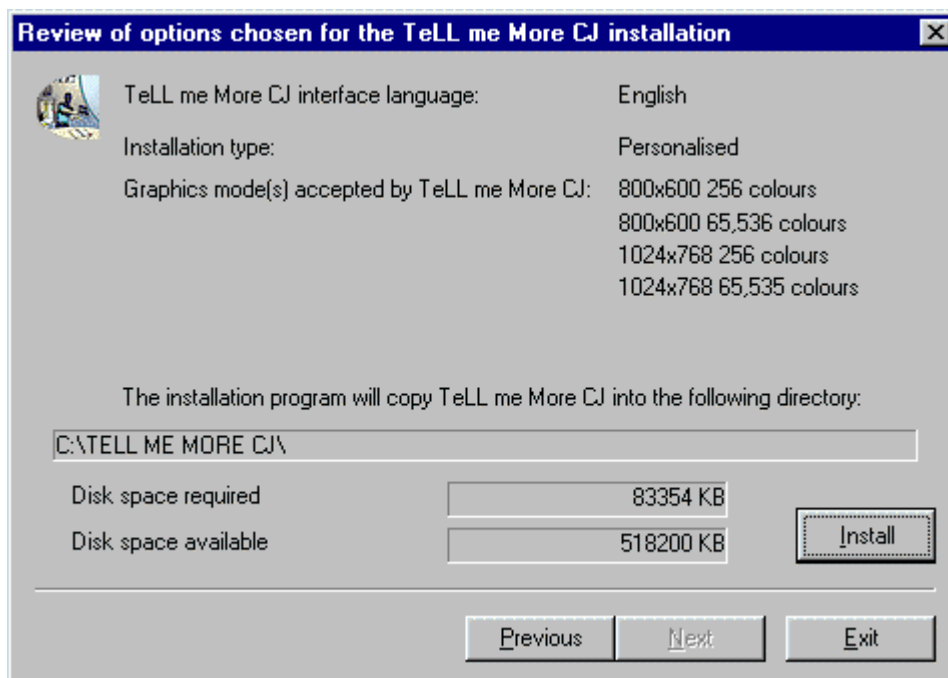 Review of options chosen for the TeLL me More CJ installation
TeLL me More CJ interface language: English
Installation type: Personalised
Graphics mode(s) accepted by TeLL me More CJ: 800x600 256 colours
800x600 65,536 colours
1024x768 256 colours
1024x768 65,535 colours
The installation program will copy TeLL me More CJ into the following directory:
C:\TELL ME MORE CJ\
Disk space required 83354 KB
Disk space available 518200 KB
Install
Previous Next Exit